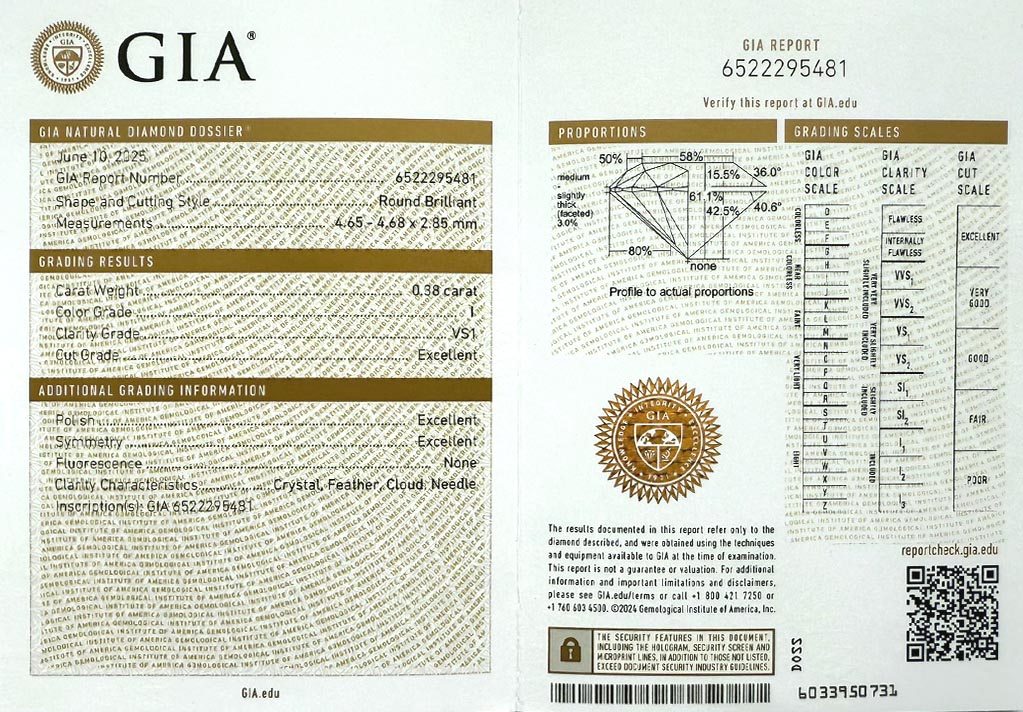 GIA®
GIA NATURAL DIAMOND DOSSIER®
June 10, 2025
GIA Report Number 6522295481
Shape and Cutting Style Round Brilliant
Measurements 4.65 - 4.68 x 2.85 mm
GRADING RESULTS
Carat Weight 0.38 carat
Color Grade I
Clarity Grade VS1
Cut Grade Excellent
ADDITIONAL GRADING INFORMATION
Polish Excellent
Symmetry Excellent
Fluorescence None
Clarity Characteristics Crystal, Feather, Cloud, Needle
Inscription(s): GIA 6522295481
GIA.edu
GIA REPORT
6522295481
Verify this report at GIA.edu
PROPORTIONS
50%
58%
medium
-
slightly
thick
(faceted)
3.0%
15.5%
36.0°
61.1%
42.5%
40.6°
80%
none
Profile to actual proportions
GIA
INTEGRITY
KNOWLEDGE
EXCELLENCE
1931
The results documented in this report refer only to the
diamond described, and were obtained using the techniques
and equipment available to GIA at the time of examination.
This report is not a guarantee or valuation. For additional
information and important limitations and disclaimers,
please see GIA.edu/terms or call +1 800 421 7250 or
+1 760 603 4500. ©2024 Gemological Institute of America, Inc.
THE SECURITY FEATURES IN THIS DOCUMENT,
INCLUDING THE HOLOGRAM, SECURITY SCREEN AND
MICROPRINT LINES, IN ADDITION TO THOSE NOT LISTED,
EXCEED DOCUMENT SECURITY INDUSTRY GUIDELINES.
GRADING SCALES
GIA
COLOR
SCALE
COLORLESS
D
E
F
NEAR COLORLESS
G
H
J
FAINT
K
L
M
VERY LIGHT
N
Q
R
LIGHT
S
T
U
V
W
X
Y
Z
GIA
CLARITY
SCALE
FLAWLESS
INTERNALLY
FLAWLESS
VERY VERY
SLIGHTLY INCLUDED
VVS1
VVS2
VERY SLIGHTLY
INCLUDED
VS1
VS2
SLIGHTLY
INCLUDED
SI1
SI2
INCLUDED
I1
I2
I3
GIA
CUT
SCALE
EXCELLENT
VERY
GOOD
GOOD
FAIR
POOR
reportcheck.gia.edu
D022
6033950731